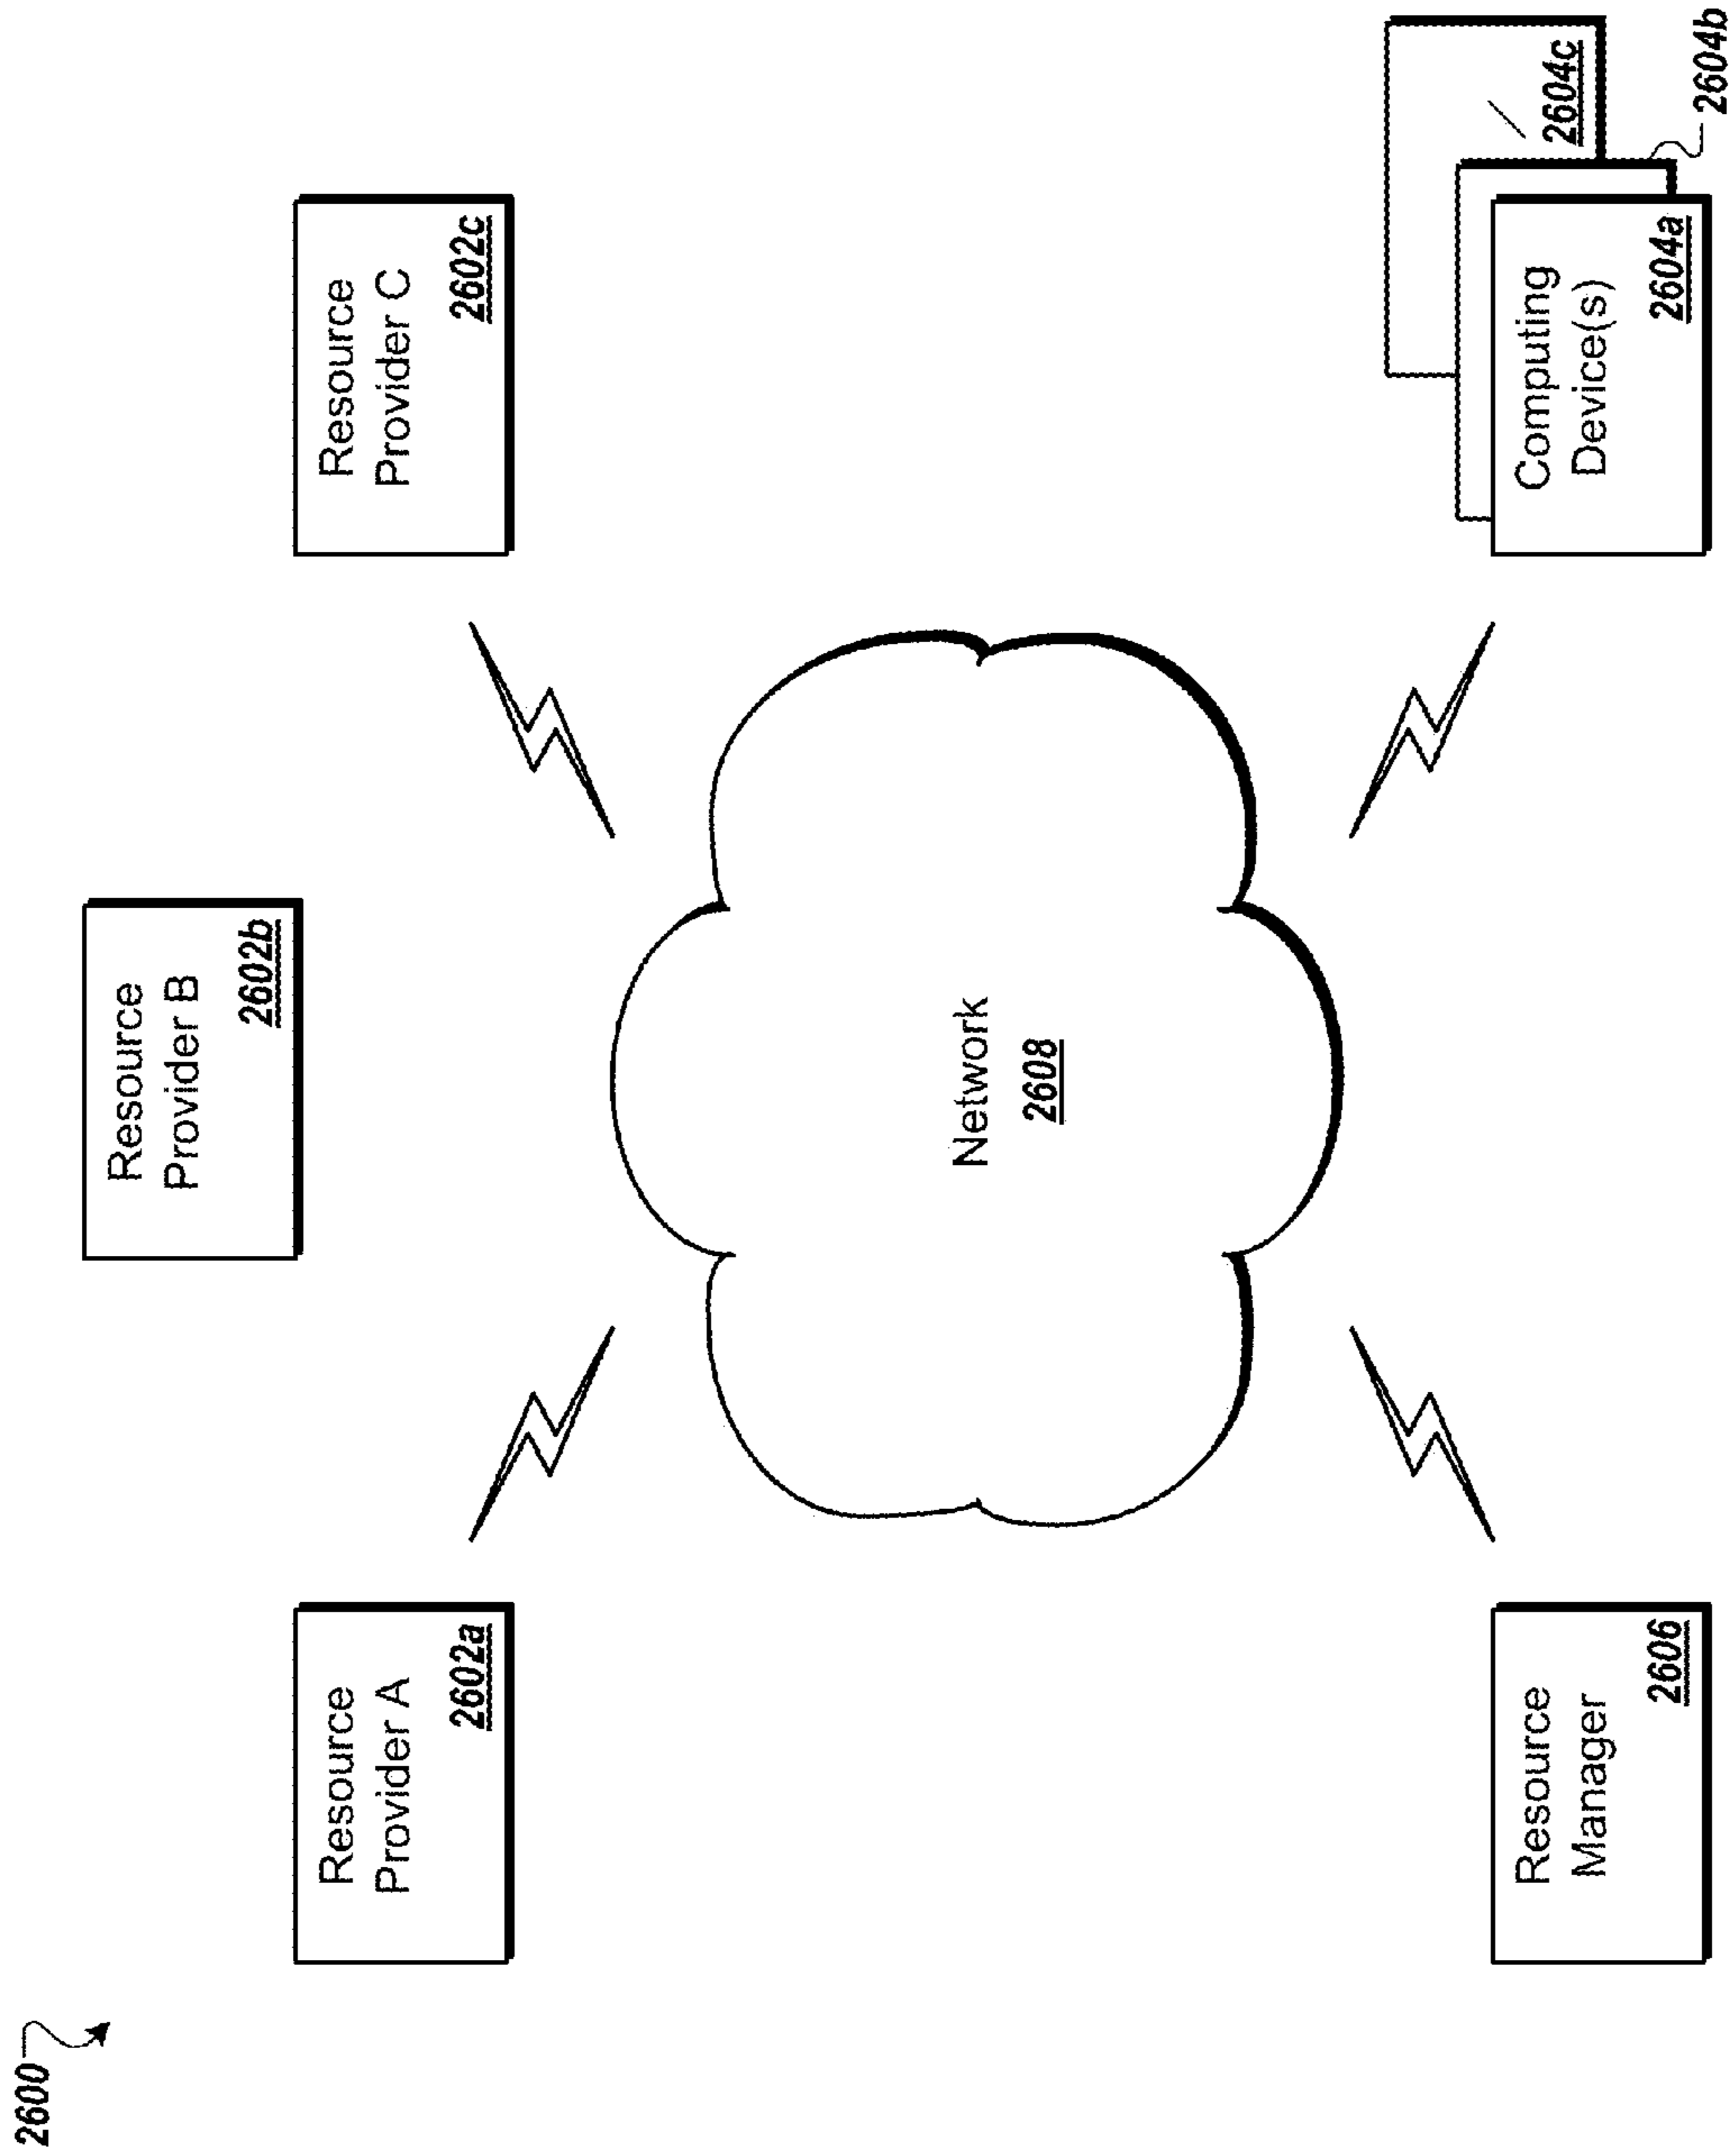 2600
Resource
Provider B
2602b
Resource
Provider A
2602a
Resource
Provider C
2602c
Network
2608
Resource
Manager
2606
Computing
Device(s)
2604a
2604c
2604b